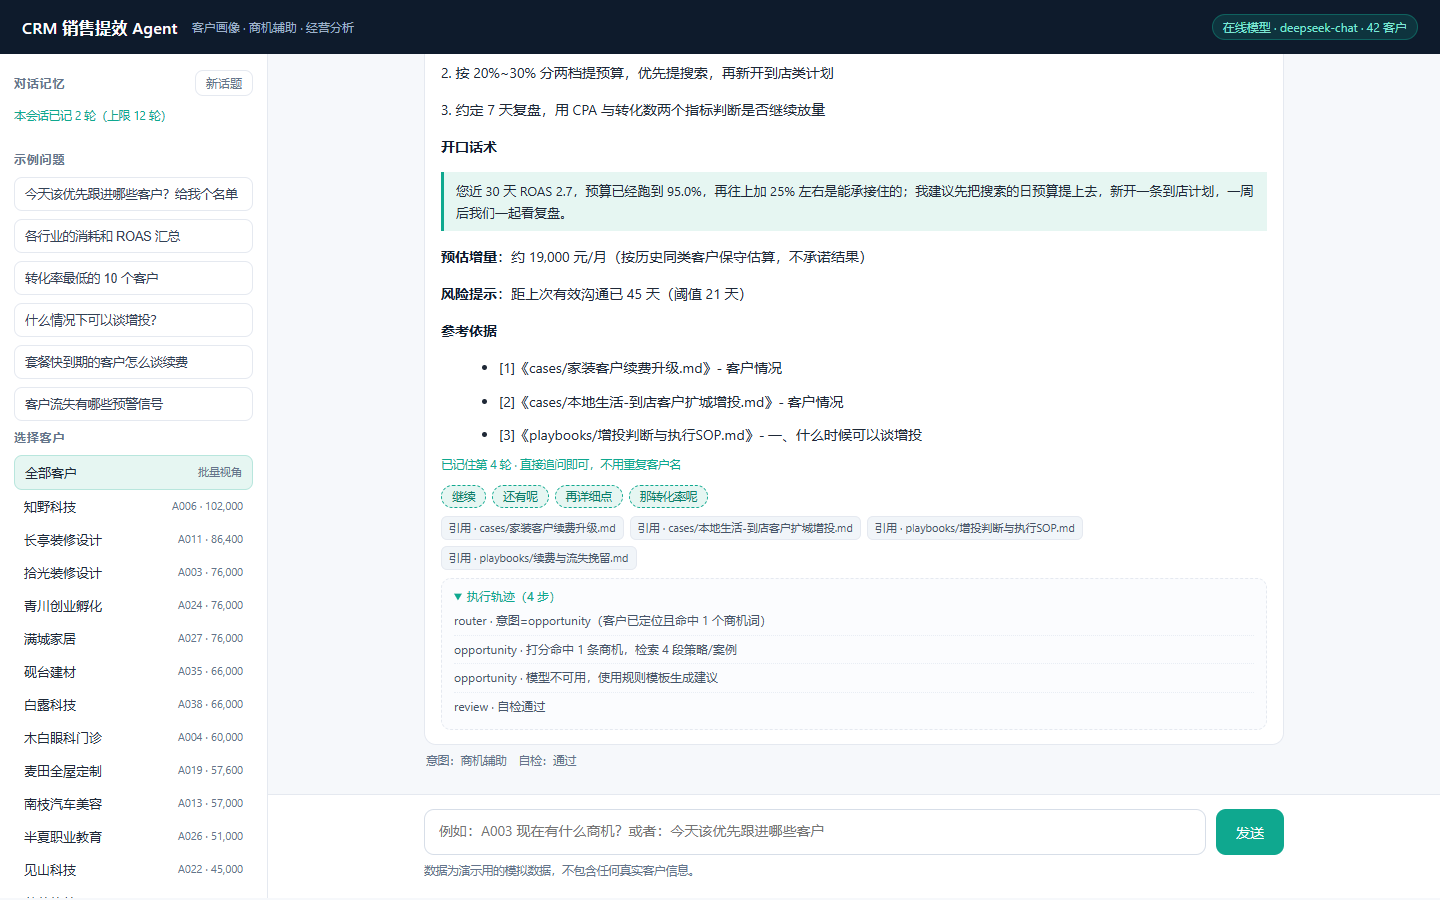 CRM 销售提效 Agent
客户画像 · 商机辅助 · 经营分析
在线模型 · deepseek-chat · 42 客户
对话记忆
新话题
本会话已记 2 轮（上限 12 轮）
示例问题
今天该优先跟进哪些客户？给我个名单
各行业的消耗和 ROAS 汇总
转化率最低的 10 个客户
什么情况下可以谈增投？
套餐快到期的客户怎么谈续费
客户流失有哪些预警信号
选择客户
全部客户 批量视角
知野科技 A006 · 102,000
长亭装修设计 A011 · 86,400
拾光装修设计 A003 · 76,000
青川创业孵化 A024 · 76,000
满城家居 A027 · 76,000
砚台建材 A035 · 66,000
白露科技 A038 · 66,000
木白眼科门诊 A004 · 60,000
麦田全屋定制 A019 · 57,600
南枝汽车美容 A013 · 57,000
半夏职业教育 A026 · 51,000
见山科技 A022 · 45,000
2. 按 20%~30% 分两档提预算，优先提搜索，再新开到店类计划
3. 约定 7 天复盘，用 CPA 与转化数两个指标判断是否继续放量
开口话术
您近 30 天 ROAS 2.7，预算已经跑到 95.0%，再往上加 25% 左右是能承接住的；我建议先把搜索的日预算提上去，新开一条到店计划，一周
后我们一起看复盘。
预估增量：约 19,000 元/月（按历史同类客户保守估算，不承诺结果）
风险提示：距上次有效沟通已 45 天（阈值 21 天）
参考依据
• [1]《cases/家装客户续费升级.md》- 客户情况
• [2]《cases/本地生活-到店客户扩城增投.md》- 客户情况
• [3]《playbooks/增投判断与执行SOP.md》- 一、什么时候可以谈增投
已记住第 4 轮 · 直接追问即可，不用重复客户名
继续 还有呢 再详细点 那转化率呢
引用 · cases/家装客户续费升级.md 引用 · cases/本地生活-到店客户扩城增投.md 引用 · playbooks/增投判断与执行SOP.md
引用 · playbooks/续费与流失挽留.md
▼ 执行轨迹（4 步）
router · 意图=opportunity（客户已定位且命中 1 个商机词）
opportunity · 打分命中 1 条商机，检索 4 段策略/案例
opportunity · 模型不可用，使用规则模板生成建议
review · 自检通过
意图：商机辅助 自检：通过
例如：A003 现在有什么商机？或者：今天该优先跟进哪些客户
发送
数据为演示用的模拟数据，不包含任何真实客户信息。